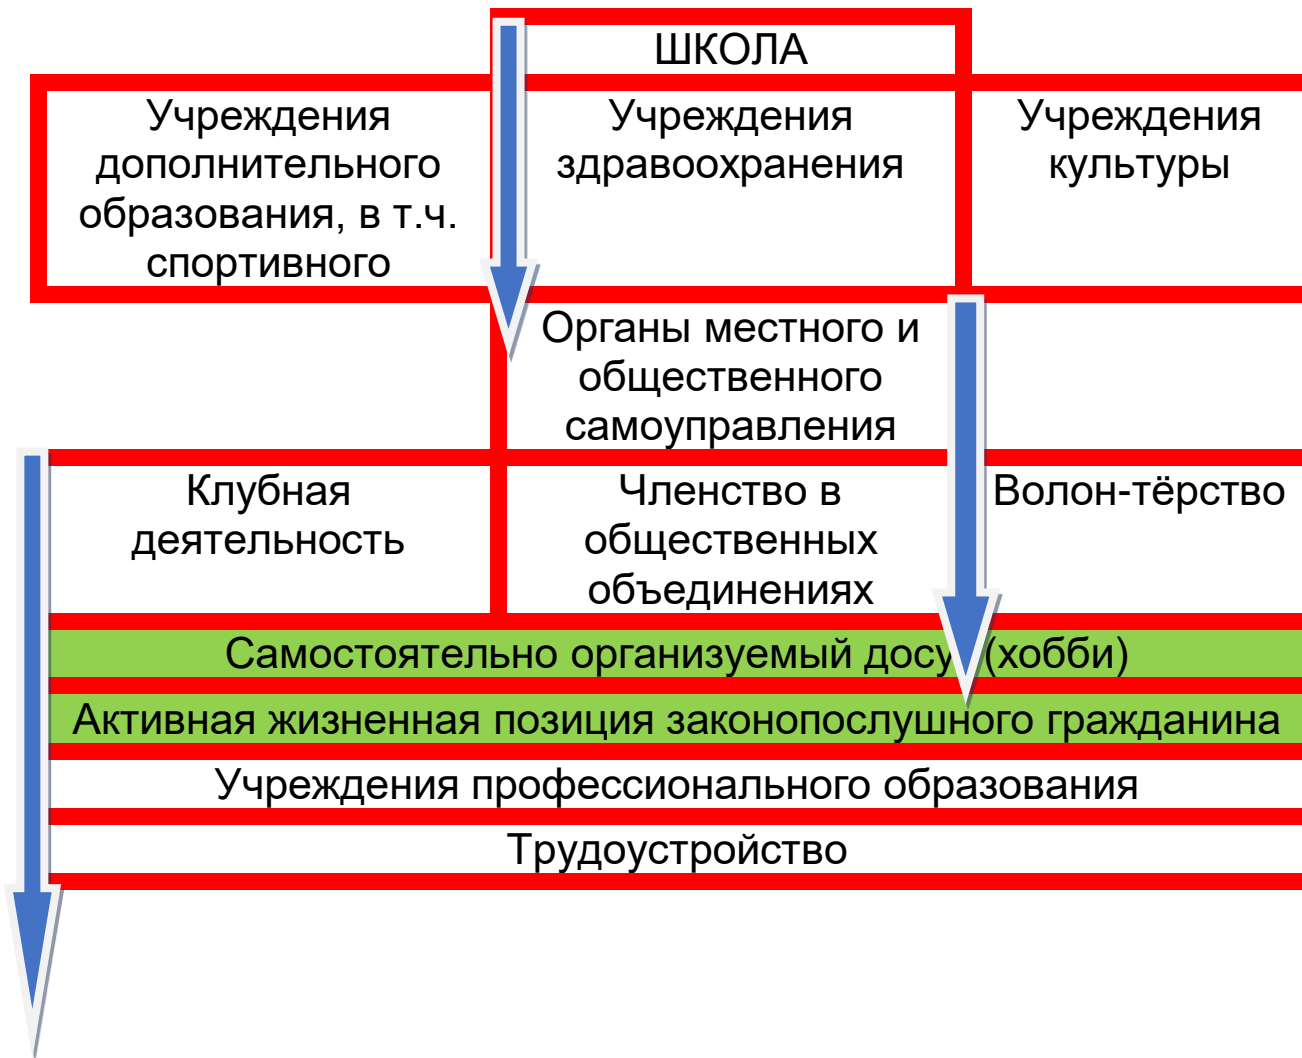 ШКОЛА
Учреждения
дополнительного
образования, в т.ч.
спортивного
Учреждения
здравоохранения
Учреждения
культуры
Органы местного и
общественного
самоуправления
Клубная
деятельность
Членство в
общественных
объединениях
Волон-тёрство
Самостоятельно организуемый досу (хобби)
Активная жизненная позиция законопослушного гражданина
Учреждения профессионального образования
Трудоустройство